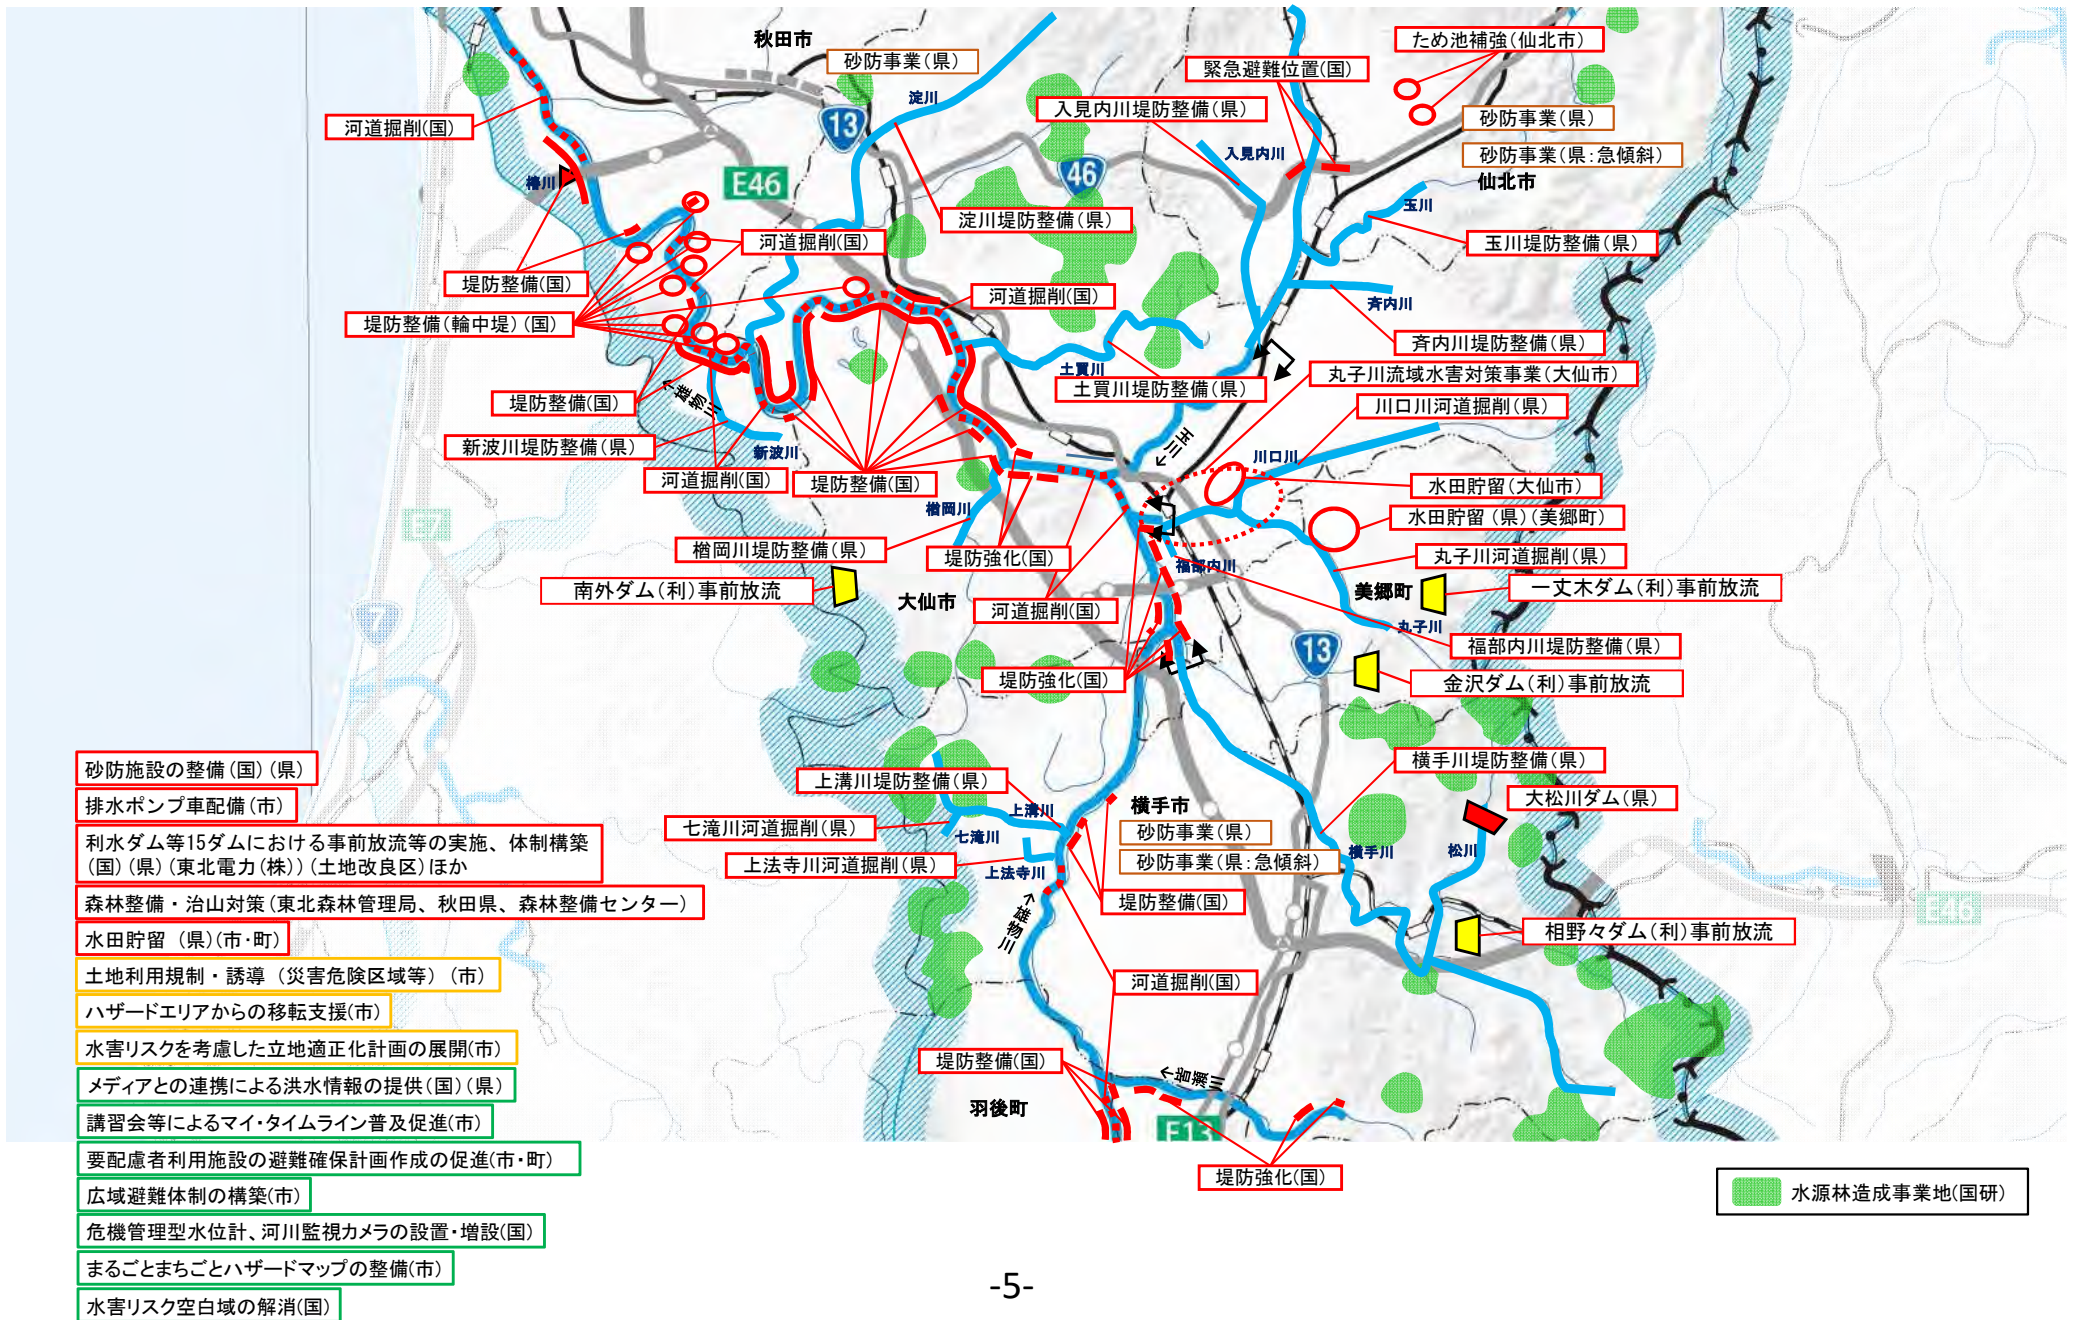 秋田市
砂防事業(県)
淀川
13
河道掘削(国)
E46
椿川
緊急避難位置(国)
ため池補強(仙北市)
入見内川堤防整備(県)
入見内川
46
砂防事業(県)
砂防事業(県:急傾斜)
仙北市
玉川
淀川堤防整備(県)
玉川堤防整備(県)
河道掘削(国)
堤防整備(国)
河道掘削(国)
斉内川
堤防整備(輪中堤)(国)
斉内川堤防整備(県)
土買川
土買川堤防整備(県)
丸子川流域水害対策事業(大仙市)
堤防整備(国)
←雄物川
川口川河道掘削(県)
新波川堤防整備(県)
新波川
←玉川
川口川
河道掘削(国)
堤防整備(国)
水田貯留(大仙市)
楢岡川
水田貯留(県)(美郷町)
E7
楢岡川堤防整備(県)
堤防強化(国)
福部内川
丸子川河道掘削(県)
南外ダム(利)事前放流
大仙市
河道掘削(国)
美郷町
一丈木ダム(利)事前放流
7
丸子川
13
福部内川堤防整備(県)
堤防強化(国)
金沢ダム(利)事前放流
横手川堤防整備(県)
上溝川堤防整備(県)
大松川ダム(県)
上溝川
横手市
七滝川河道掘削(県)
七滝川
砂防事業(県)
上法寺川河道掘削(県)
上法寺川
砂防事業(県:急傾斜)
横手川
松川
堤防整備(国)
←雄物川
E46
相野々ダム(利)事前放流
河道掘削(国)
堤防整備(国)
←皆瀬川
羽後町
E13
堤防強化(国)
砂防施設の整備(国)(県)
排水ポンプ車配備(市)
利水ダム等15ダムにおける事前放流等の実施、体制構築
(国)(県)(東北電力(株))(土地改良区)ほか
森林整備・治山対策(東北森林管理局、秋田県、森林整備センター)
水田貯留 (県)(市・町)
土地利用規制・誘導(災害危険区域等)(市)
ハザードエリアからの移転支援(市)
水害リスクを考慮した立地適正化計画の展開(市)
メディアとの連携による洪水情報の提供(国)(県)
講習会等によるマイ・タイムライン普及促進(市)
要配慮者利用施設の避難確保計画作成の促進(市・町)
広域避難体制の構築(市)
危機管理型水位計、河川監視カメラの設置・増設(国)
まるごとまちごとハザードマップの整備(市)
水害リスク空白域の解消(国)
水源林造成事業地(国研)
-5-